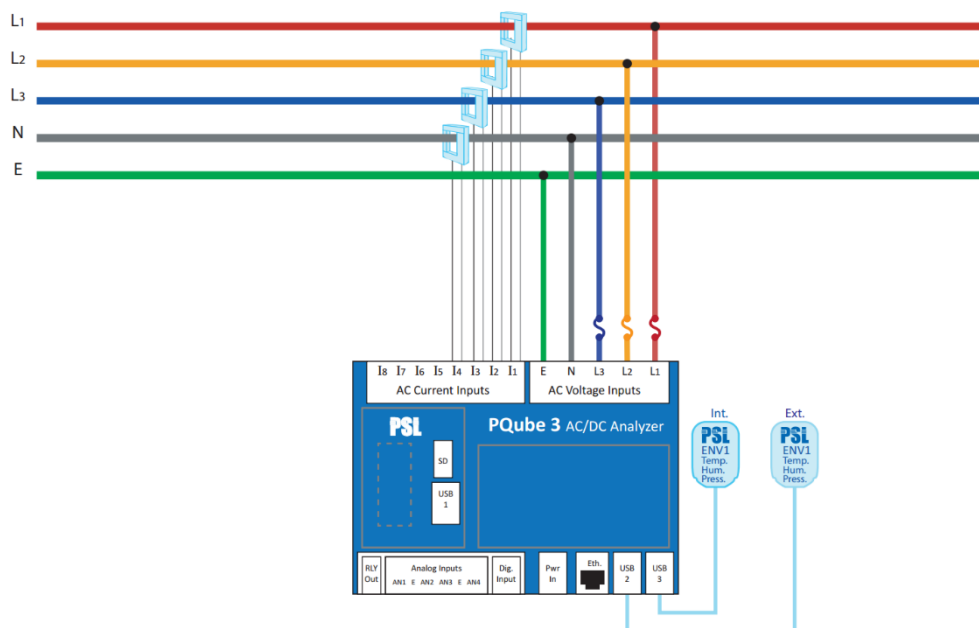 L1
L2
L3
N
E
I8 I7 I6 I5 I4 I3 I2 I1
AC Current Inputs
E N L3 L2 L1
AC Voltage Inputs
PSL
PQube 3 AC/DC Analyzer
SD
USB
1
RLY
Out
Analog Inputs
AN1 E AN2 AN3 E AN4
Dig.
Input
Pwr
In
Eth.
USB
2
USB
3
Int.
PSL
ENV1
Temp.
Hum.
Press.
Ext.
PSL
ENV1
Temp.
Hum.
Press.